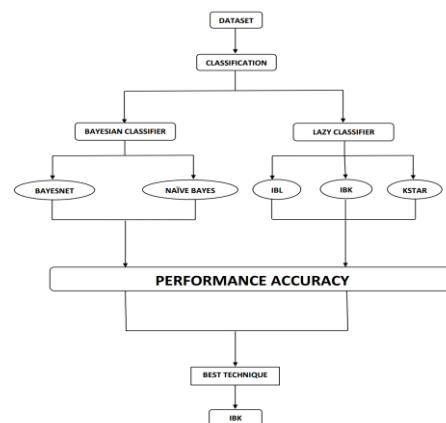 DATASET
CLASSIFICATION
BAYESIAN CLASSIFIER
LAZY CLASSIFIER
BAYESNET
NAÏVE BAYES
IBL
IBK
KSTAR
PERFORMANCE ACCURACY
BEST TECHNIQUE
IBK